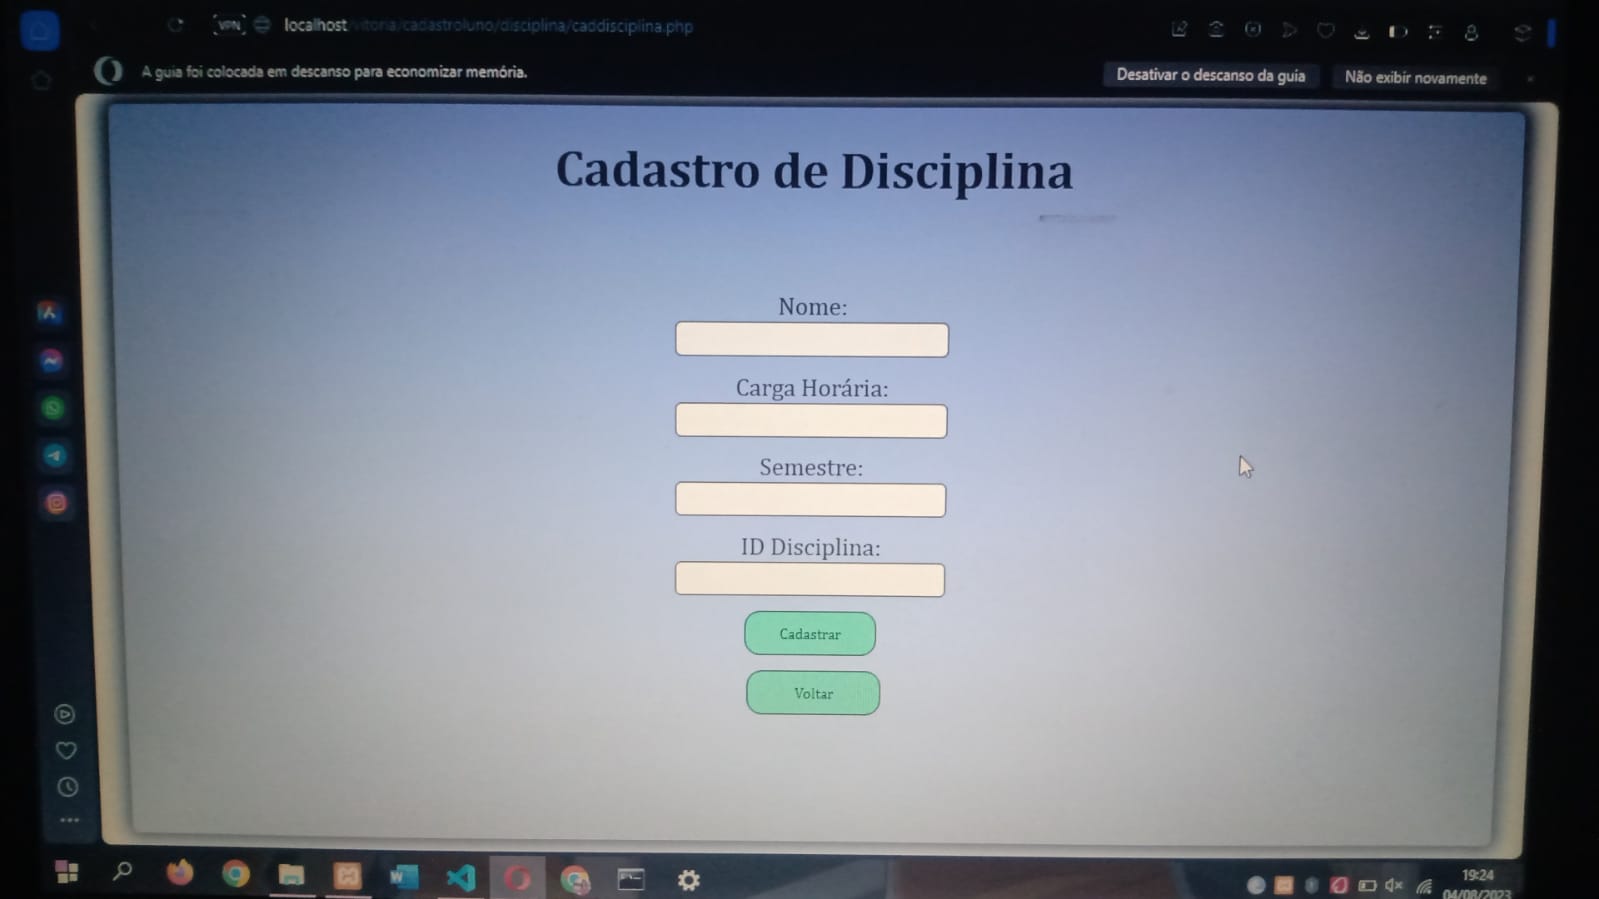 VPN localhost/vitoria/cadastroluno/disciplina/caddisciplina.php
A guia foi colocada em descanso para economizar memória. Desativar o descanso da guia Não exibir novamente
Cadastro de Disciplina
Nome:
Carga Horária:
Semestre:
ID Disciplina:
Cadastrar
Voltar
19:24
04/08/2023